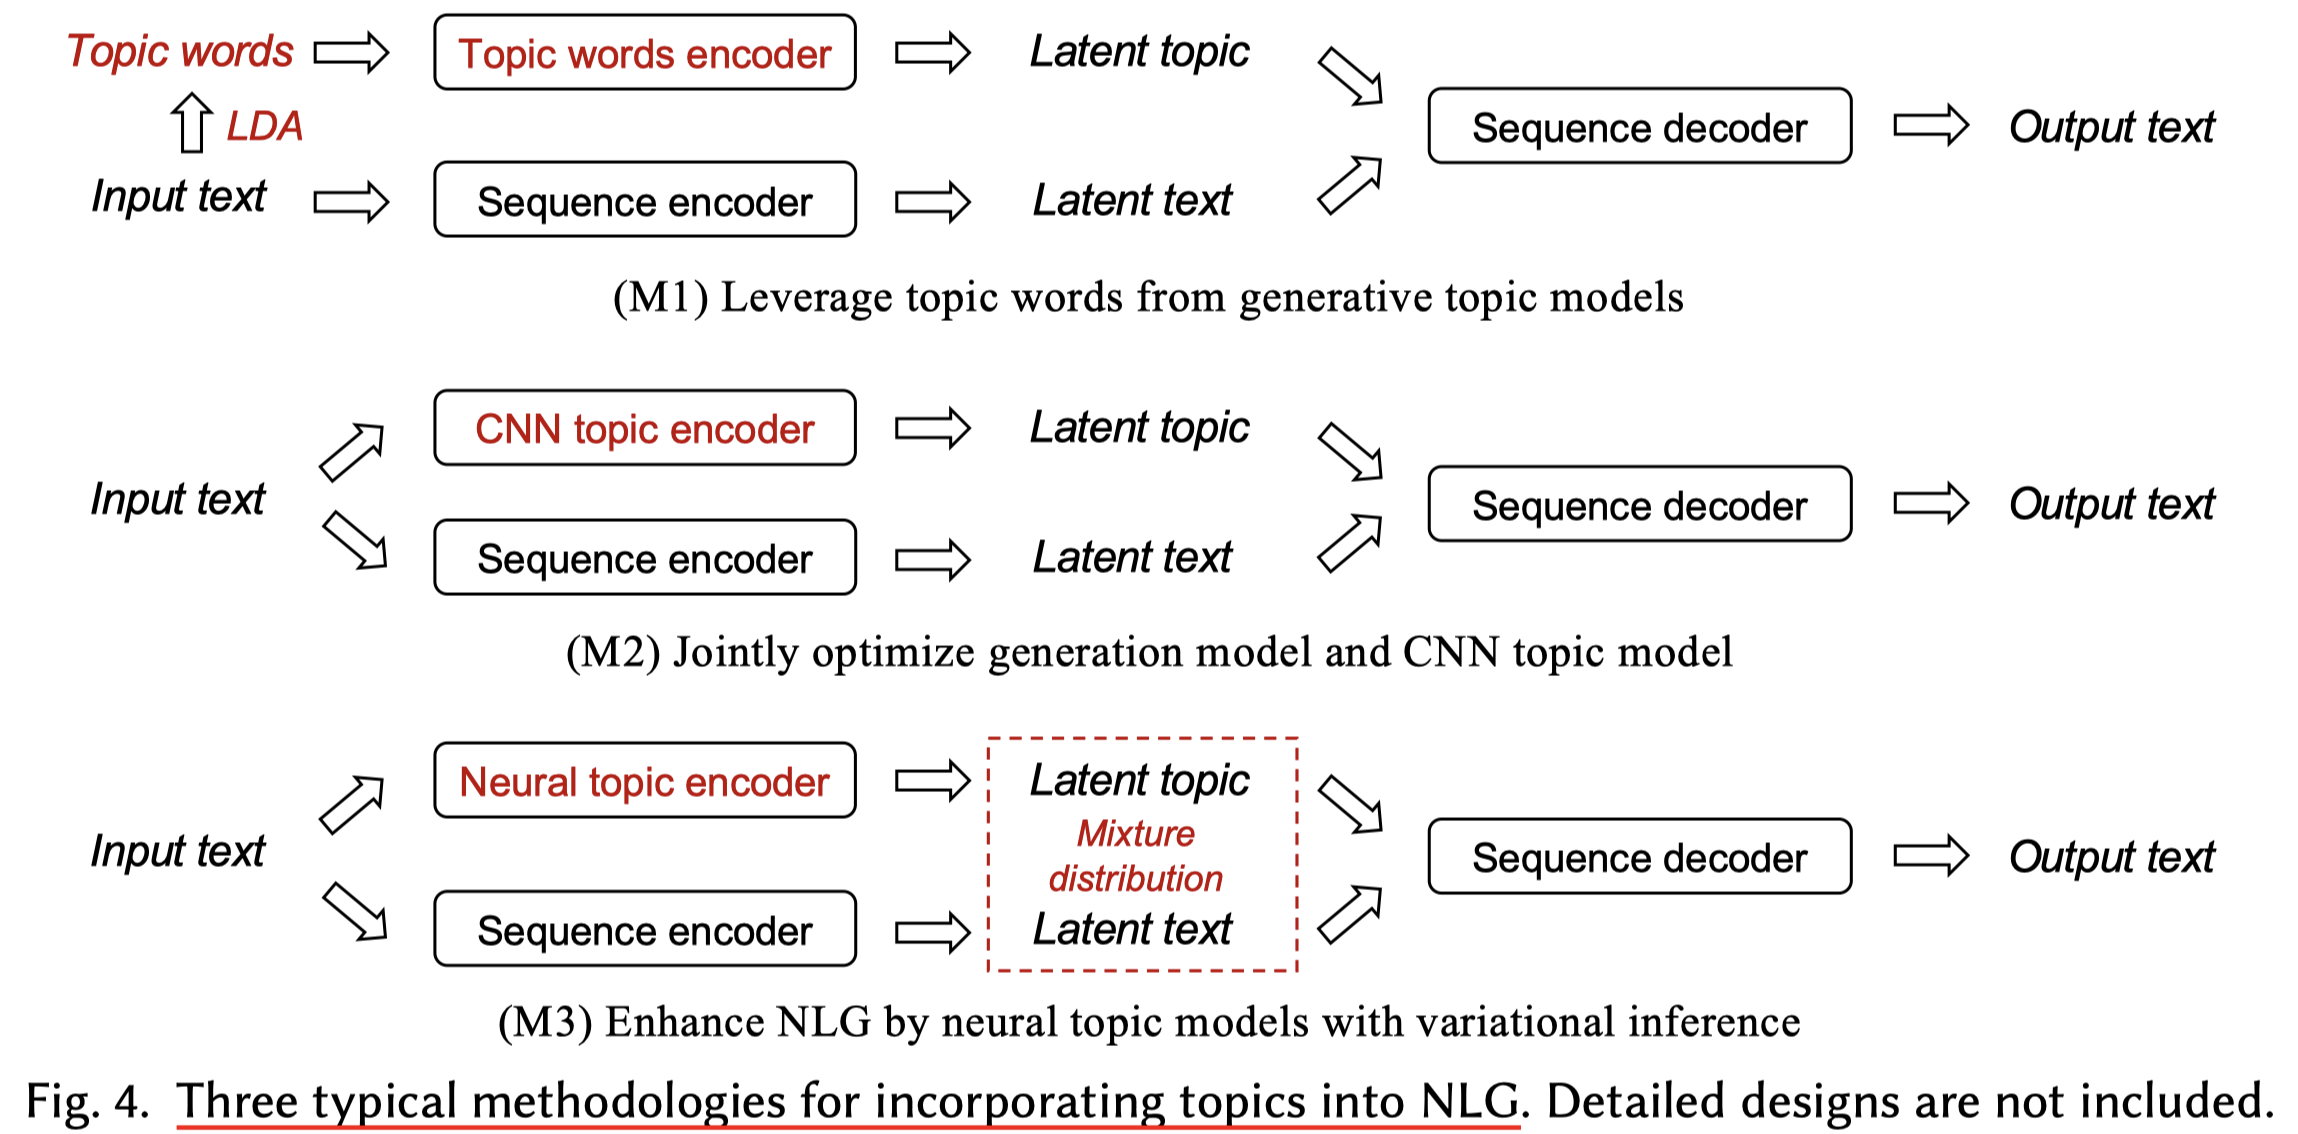 Topic words
Topic words encoder
Latent topic
LDA
Sequence decoder
Output text
Input text
Sequence encoder
Latent text
(M1) Leverage topic words from generative topic models
CNN topic encoder
Latent topic
Input text
Sequence decoder
Output text
Sequence encoder
Latent text
(M2) Jointly optimize generation model and CNN topic model
Neural topic encoder
Latent topic
Mixture
distribution
Input text
Sequence decoder
Output text
Sequence encoder
Latent text
(M3) Enhance NLG by neural topic models with variational inference
Fig. 4. Three typical methodologies for incorporating topics into NLG. Detailed designs are not included.